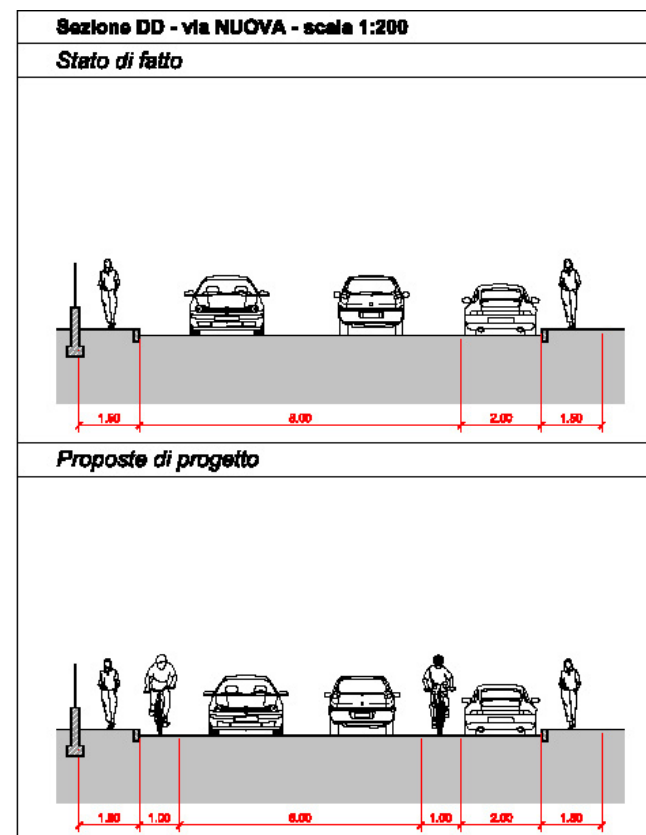 Sezione DD - via NUOVA - scala 1:200
Stato di fatto
1.50 8.00 2.00 1.50
Proposte di progetto
1.50 1.00 6.00 1.00 2.00 1.50